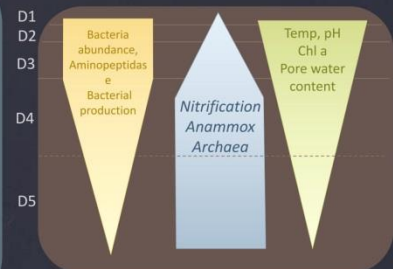 D1
D2
D3
D4
D5
Bacteria
abundance,
Aminopeptidas
e
Bacterial
production
Nitrification
Anammox
Archaea
Temp, pH
Chl a
Pore water
content